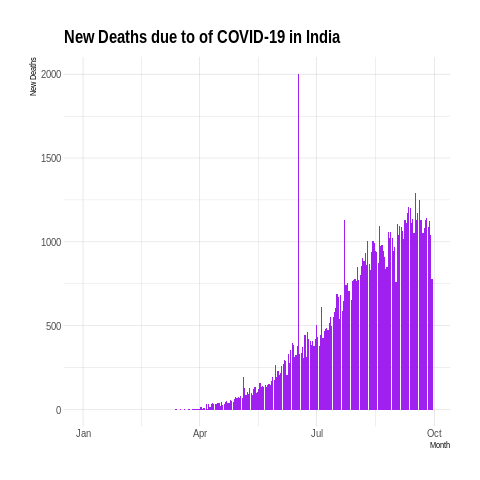 New Deaths due to of COVID-19 in India
New Deaths
2000
1500
1000
500
0
Jan Apr Jul Oct
Month